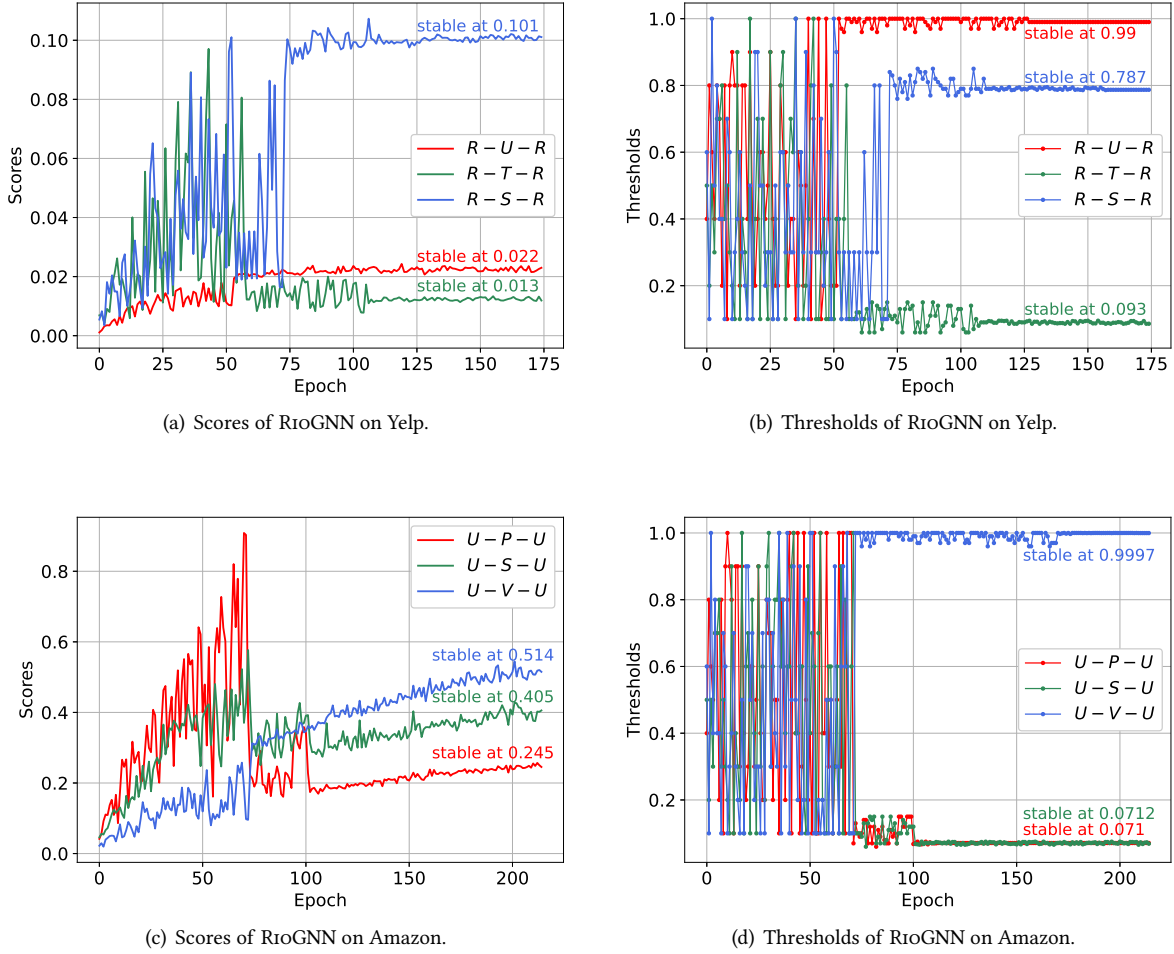 stable at 0.101
stable at 0.022
stable at 0.013
R − U − R
R − T − R
R − S − R
0.10
0.08
0.06
0.04
0.02
0.00
Scores
0 25 50 75 100 125 150 175
Epoch
(a) Scores of RioGNN on Yelp.
stable at 0.99
stable at 0.787
stable at 0.093
R − U − R
R − T − R
R − S − R
1.0
0.8
0.6
0.4
0.2
Thresholds
0 25 50 75 100 125 150 175
Epoch
(b) Thresholds of RioGNN on Yelp.
U − P − U
U − S − U
U − V − U
stable at 0.514
stable at 0.405
stable at 0.245
0.8
0.6
0.4
0.2
0.0
Scores
0 50 100 150 200
Epoch
(c) Scores of RioGNN on Amazon.
stable at 0.9997
U − P − U
U − S − U
U − V − U
stable at 0.0712
stable at 0.071
1.0
0.8
0.6
0.4
0.2
Thresholds
0 50 100 150 200
Epoch
(d) Thresholds of RioGNN on Amazon.